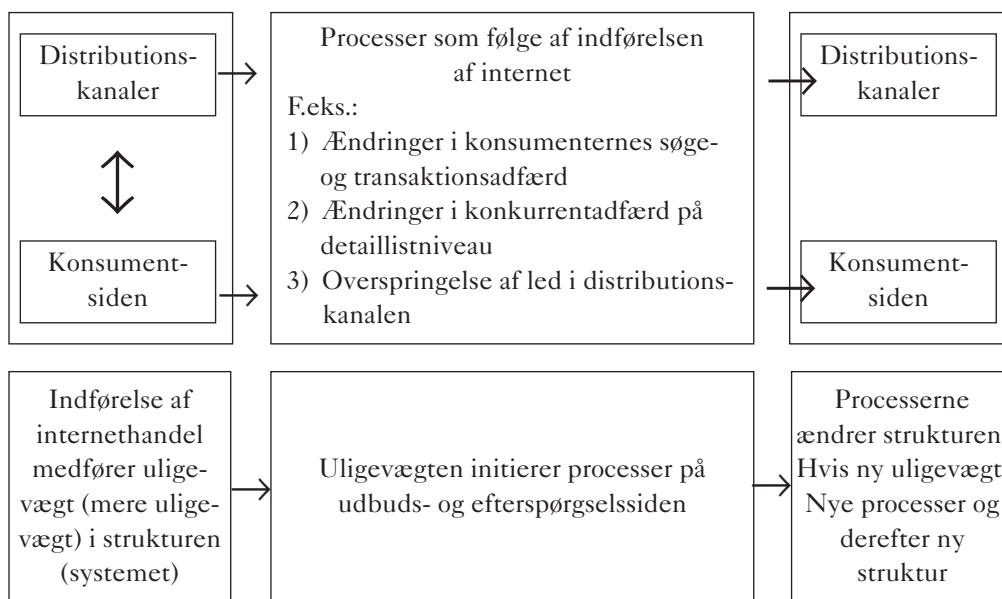 Distributions-
kanaler
Konsument-
siden
Processer som følge af indførelsen
af internet
F.eks.:
1) Ændringer i konsumenternes søge-
og transaktionsadfærd
2) Ændringer i konkurrentadfærd på
detaillistniveau
3) Overspringelse af led i distributions-
kanalen
Distributions-
kanaler
Konsument-
siden
Indførelse af
internethandel
medfører ulige-
vægt (mere ulige-
vægt) i strukturen
(systemet)
Uligevægten initierer processer på
udbuds- og efterspørgselssiden
Processerne
ændrer strukturen
Hvis ny uligevægt
Nye processer og
derefter ny
struktur